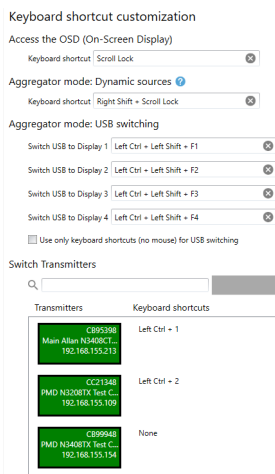 Keyboard shortcut customization
Access the OSD (On-Screen Display)
Keyboard shortcut Scroll Lock
Aggregator mode: Dynamic sources ?
Keyboard shortcut Right Shift + Scroll Lock
Aggregator mode: USB switching
Switch USB to Display 1 Left Ctrl + Left Shift + F1
Switch USB to Display 2 Left Ctrl + Left Shift + F2
Switch USB to Display 3 Left Ctrl + Left Shift + F3
Switch USB to Display 4 Left Ctrl + Left Shift + F4
Use only keyboard shortcuts (no mouse) for USB switching
Switch Transmitters
Transmitters Keyboard shortcuts
CB95398 Left Ctrl + 1
Main Allan N3408CT...
192.168.155.213
CC21348 Left Ctrl + 2
PMD N3208TX Test C...
192.168.155.109
CB99948 None
PMD N3408TX Test C...
192.168.155.154